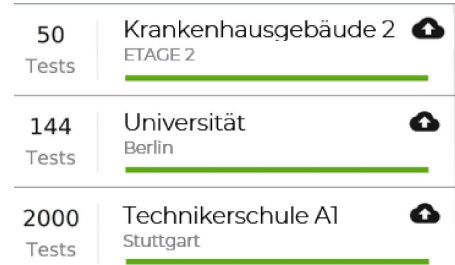 50 Krankenhausgebäude 2
Tests ETAGE 2
144 Universität
Tests Berlin
2000 Technikerschule A1
Tests Stuttgart